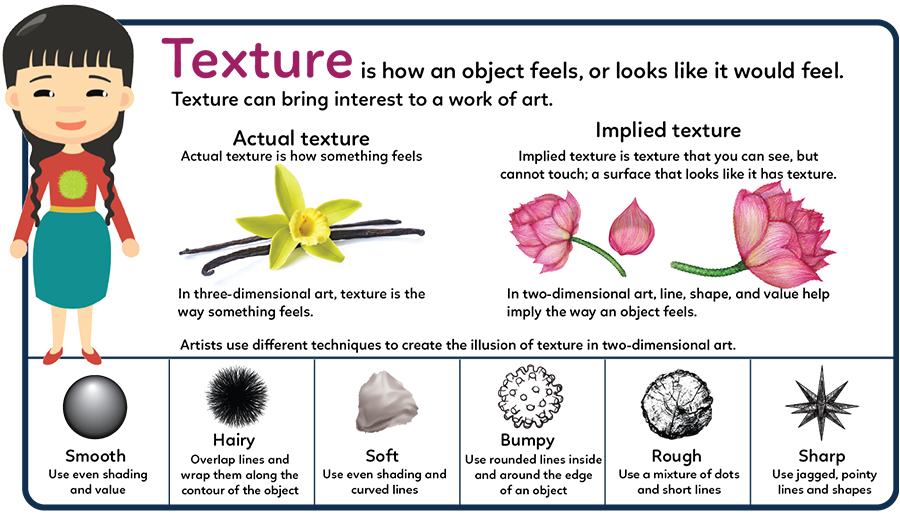 Texture is how an object feels, or looks like it would feel.
Texture can bring interest to a work of art.
Actual texture
Actual texture is how something feels
In three-dimensional art, texture is the
way something feels.
Implied texture
Implied texture is texture that you can see, but
cannot touch; a surface that looks like it has texture.
In two-dimensional art, line, shape, and value help
imply the way an object feels.
Artists use different techniques to create the illusion of texture in two-dimensional art.
Smooth
Use even shading
and value
Hairy
Overlap lines and
wrap them along the
contour of the object
Soft
Use even shading and
curved lines
Bumpy
Use rounded lines inside
and around the edge
of an object
Rough
Use a mixture of dots
and short lines
Sharp
Use jagged, pointy
lines and shapes